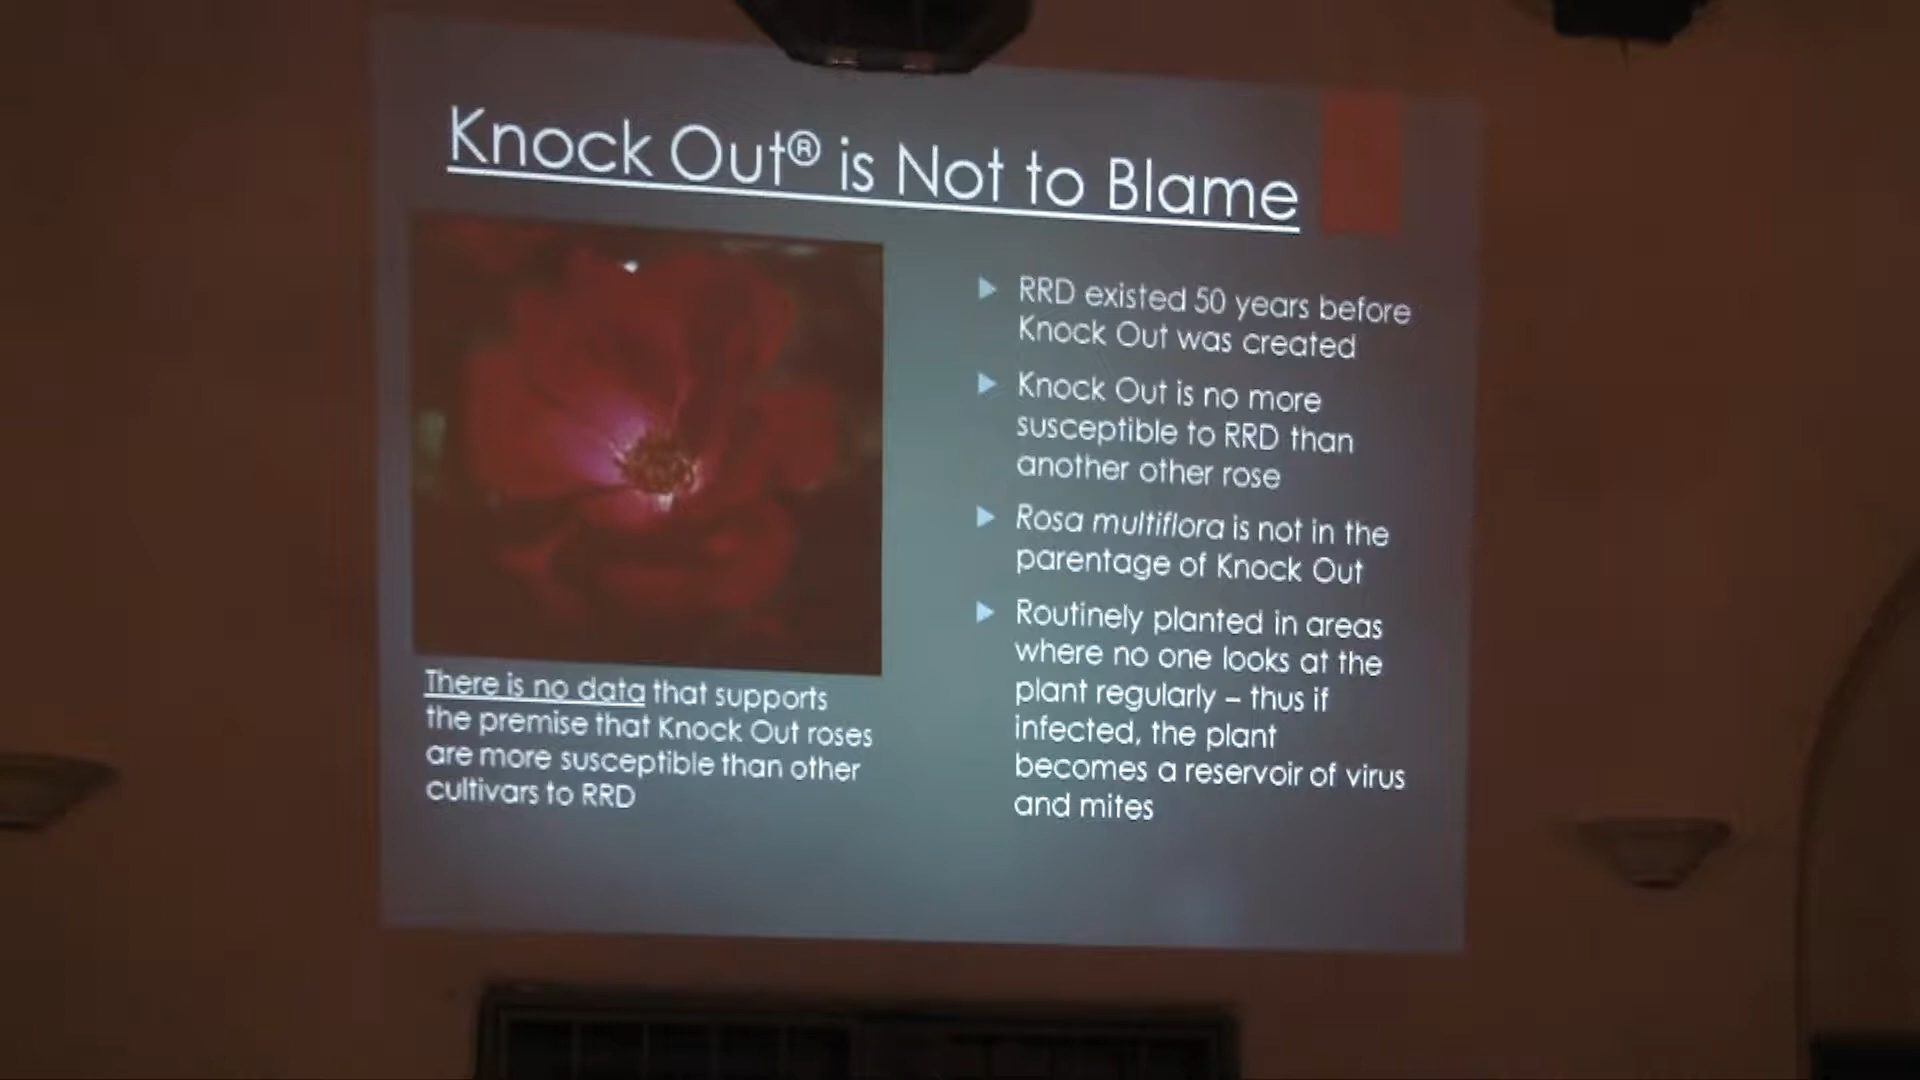 Knock Out® is Not to Blame
There is no data that supports
the premise that Knock Out roses
are more susceptible than other
cultivars to RRD
RRD existed 50 years before
Knock Out was created
Knock Out is no more
susceptible to RRD than
another other rose
Rosa multiflora is not in the
parentage of Knock Out
Routinely planted in areas
where no one looks at the
plant regularly – thus if
infected, the plant
becomes a reservoir of virus
and mites